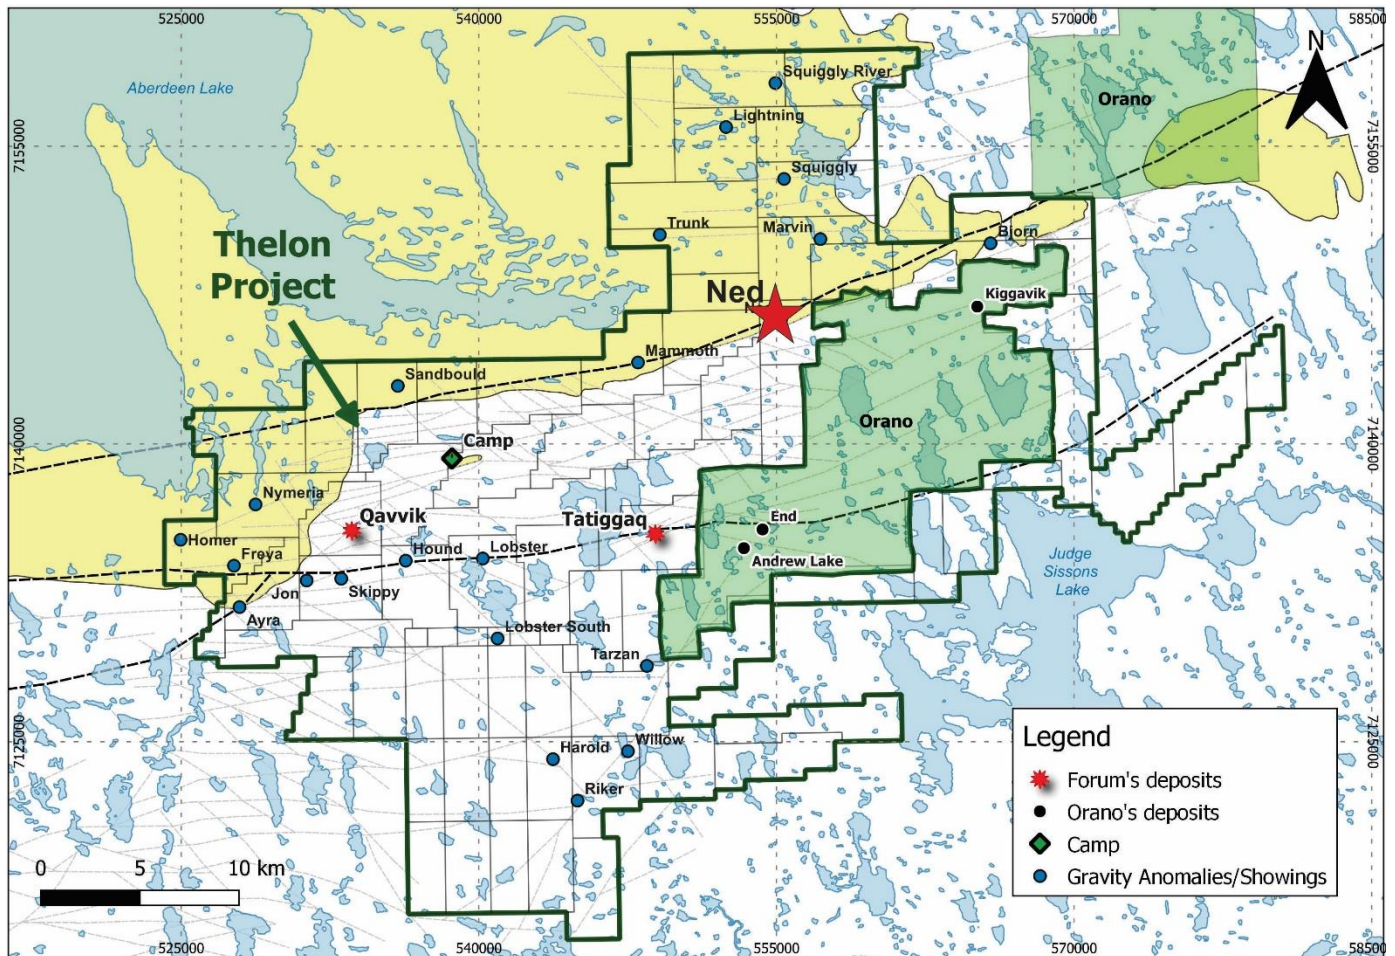 525000
540000
555000
570000
585000
N
Aberdeen Lake
Squiggly River
Orano
Lightning
7155000
7155000
Squiggly
Trunk
Marvin
Bjorn
Thelon
Project
Ned
Kiggavik
Mammoth
Sandbould
Orano
7140000
Camp
7140000
Nymeria
Qavvik
Tatiggaq
End
Homer
Hound
Lobster
Freya
Andrew Lake
Judge
Sissons
Lake
Jon
Skippy
Ayra
Lobster South
Tarzan
7125000
Harold
Willow
7125000
Riker
Legend
Forum's deposits
Orano's deposits
Camp
Gravity Anomalies/Showings
0 5 10 km
525000
540000
555000
570000
585000